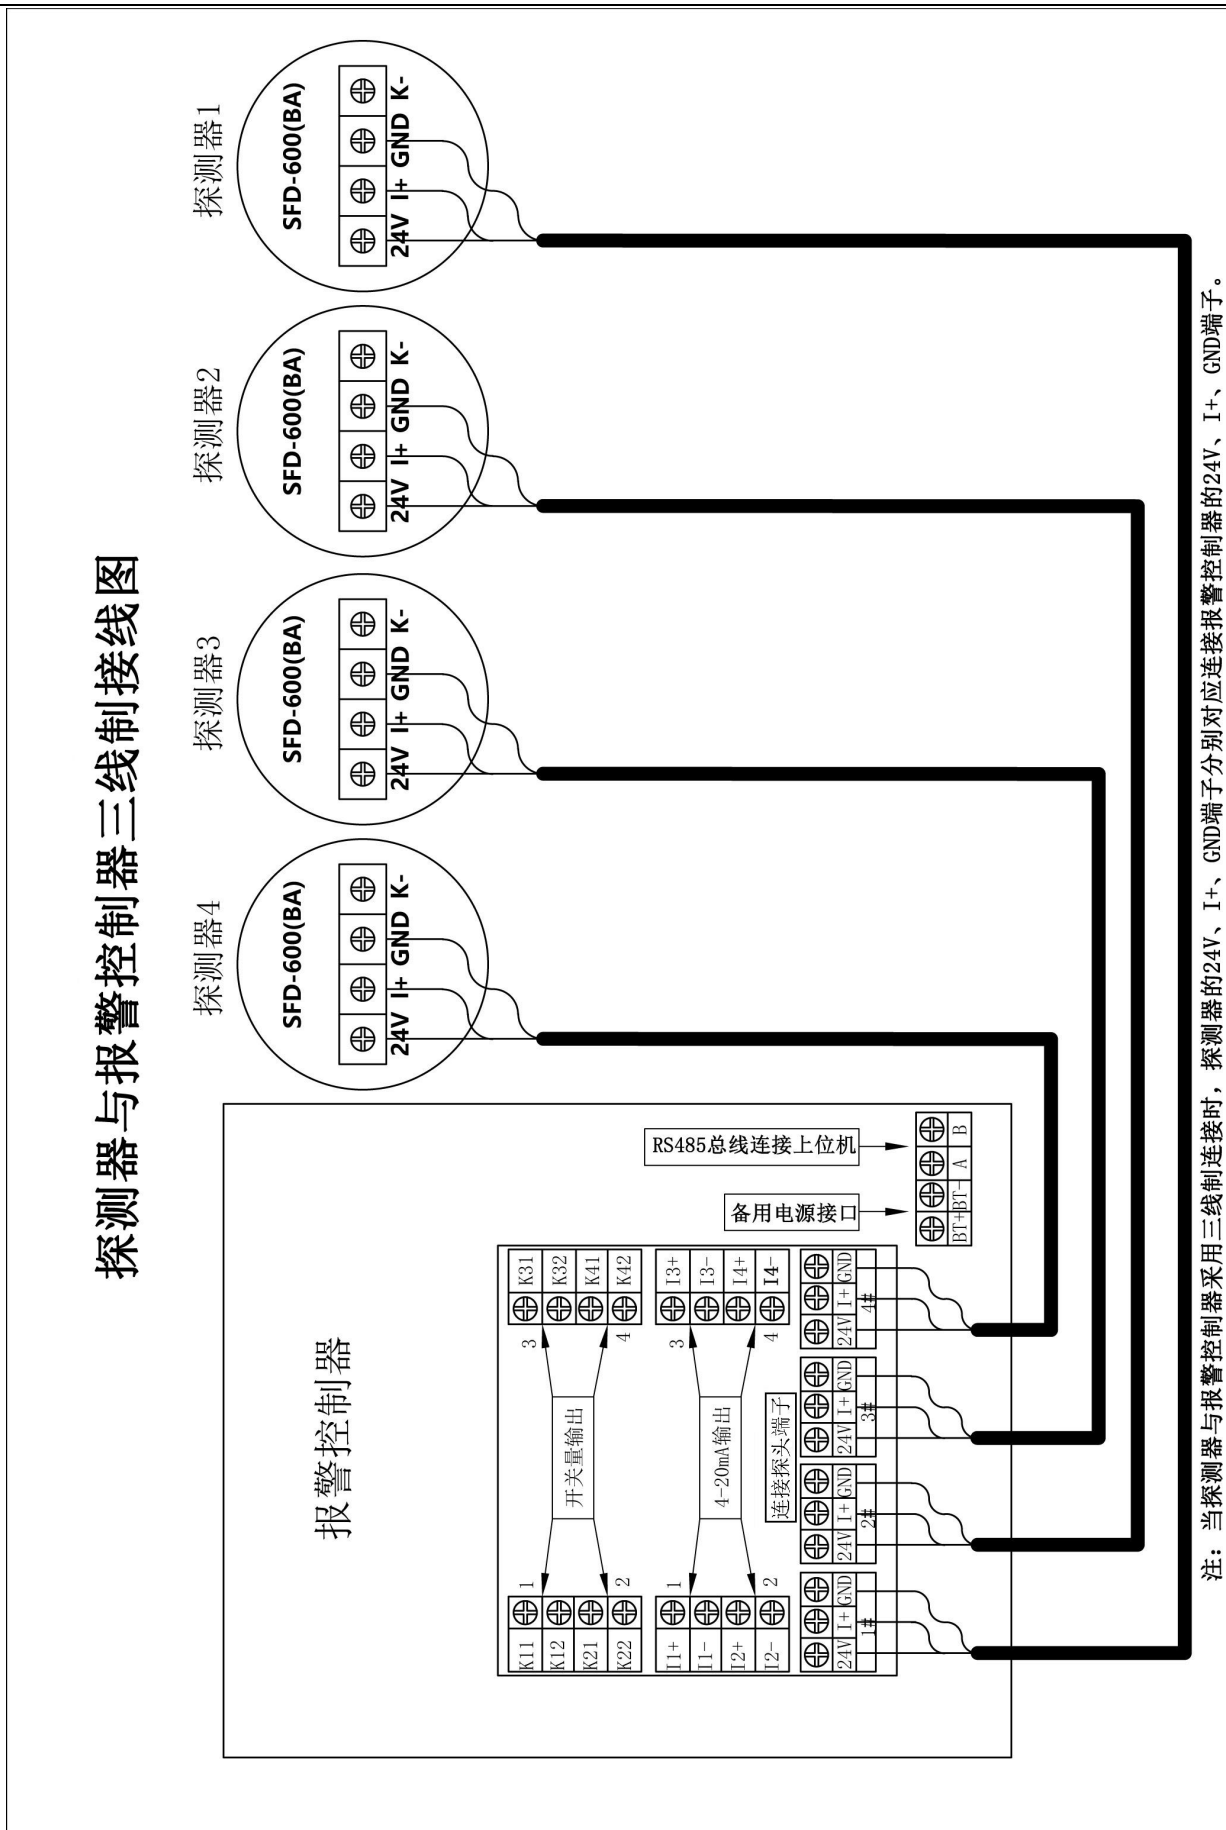 探测器与报警控制器三线制接线图
报警控制器
探测器4
探测器3
探测器2
探测器1
SFD-600(BA)
24V I+ GND K-
SFD-600(BA)
24V I+ GND K-
SFD-600(BA)
24V I+ GND K-
SFD-600(BA)
24V I+ GND K-
K11
K12
K21
K22
1
2
开关量输出
3
4
K31
K32
K41
K42
I1+
I1-
I2+
I2-
1
2
4-20mA输出
3
4
I3+
I3-
I4+
I4-
连接探头端子
24V I+ GND
1#
24V I+ GND
2#
24V I+ GND
3#
24V I+ GND
4#
RS485总线连接上位机
备用电源接口
BT+ BT- A B
注：当探测器与报警控制器采用三线制连接时，探测器的24V、I+、GND端子分别对应连接报警控制器的24V、I+、GND端子。